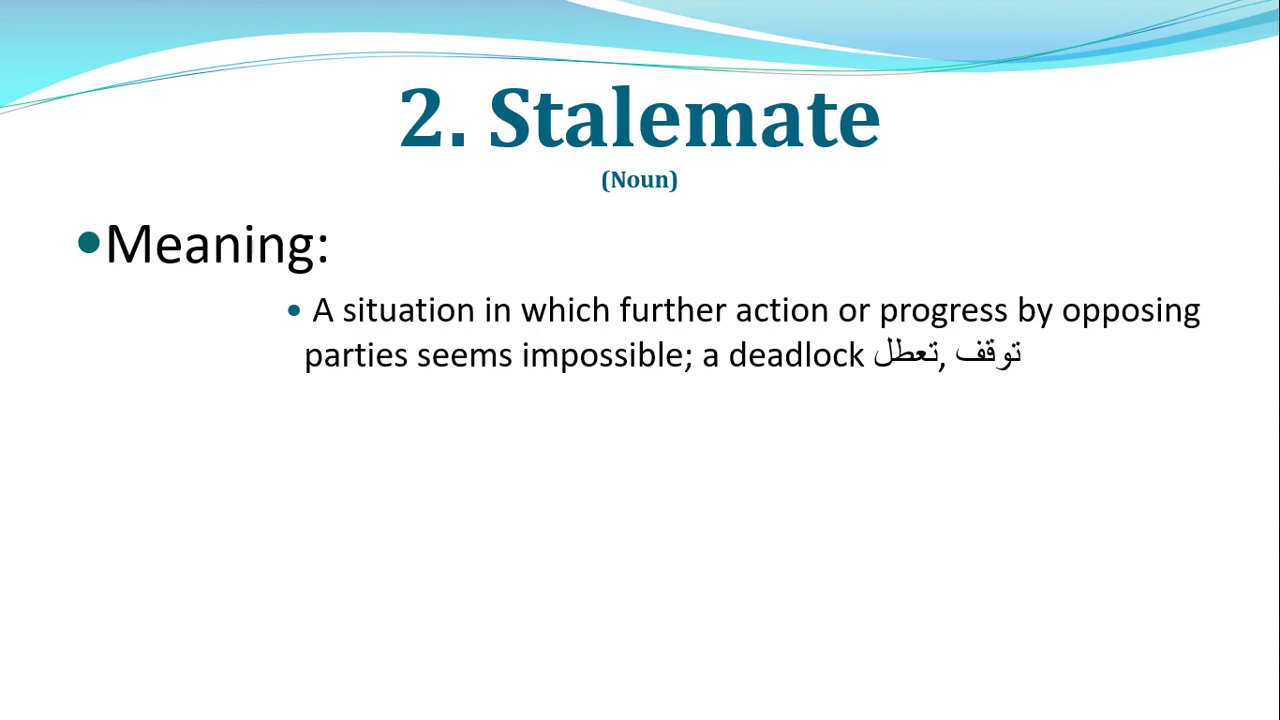 2. Stalemate
(Noun)
•Meaning:
• A situation in which further action or progress by opposing
parties seems impossible; a deadlock توقف ,تعطل